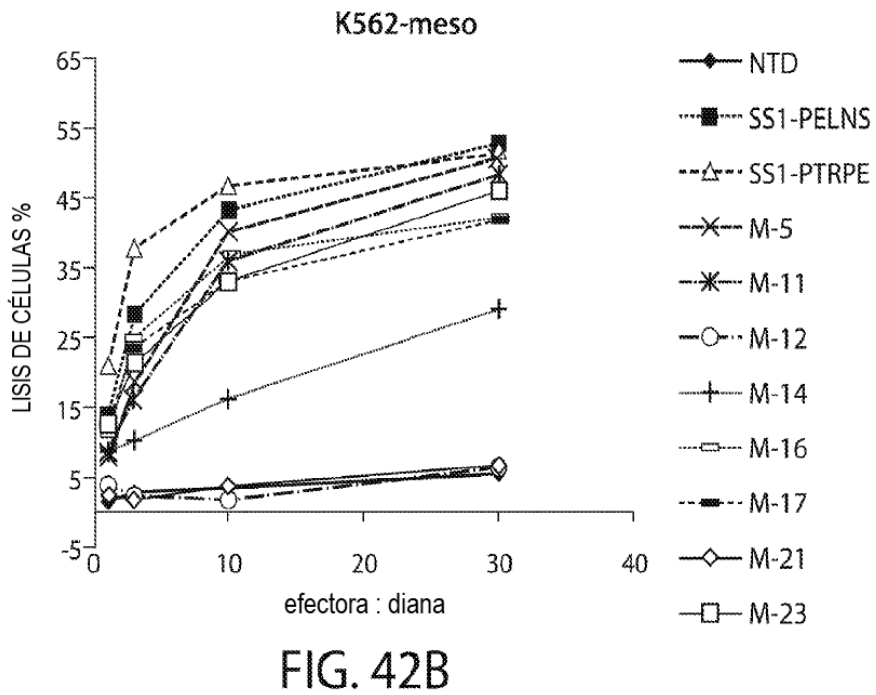 K562-meso
65
55
45
35
25
15
5
-5
LISIS DE CÉLULAS %
0
10
20
30
40
efectora : diana
NTD
SS1-PELNS
SS1-PTRPE
M-5
M-11
M-12
M-14
M-16
M-17
M-21
M-23
FIG. 42B